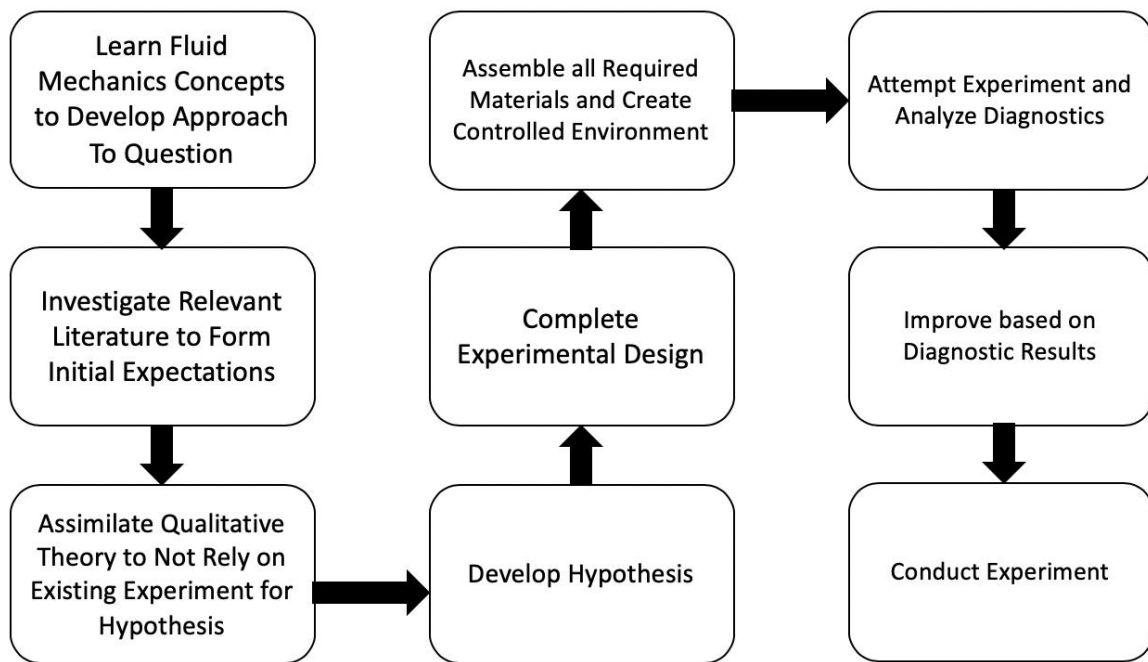 Learn Fluid
Mechanics Concepts
to Develop Approach
To Question
Investigate Relevant
Literature to Form
Initial Expectations
Assimilate Qualitative
Theory to Not Rely on
Existing Experiment for
Hypothesis
Develop Hypothesis
Complete
Experimental Design
Assemble all Required
Materials and Create
Controlled Environment
Attempt Experiment and
Analyze Diagnostics
Improve based on
Diagnostic Results
Conduct Experiment